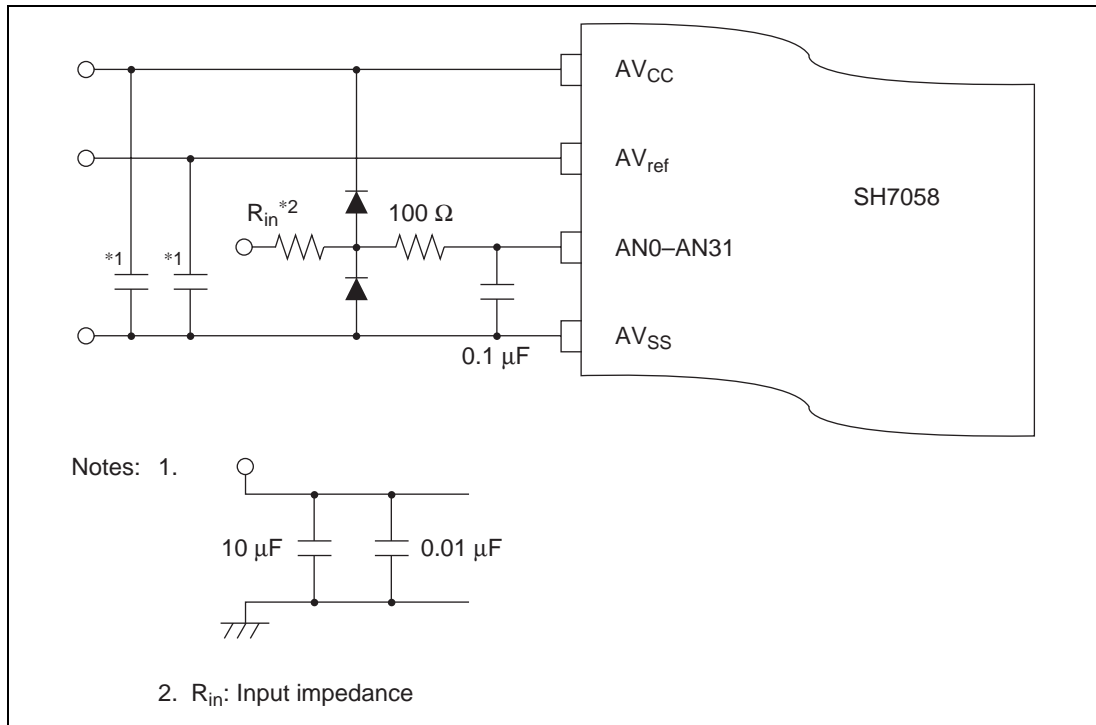 AVCC
AVref
SH7058
Rin*2
100 Ω
*1
*1
AN0–AN31
AVSS
0.1 μF
Notes: 1.
10 μF
0.01 μF
2. Rin: Input impedance